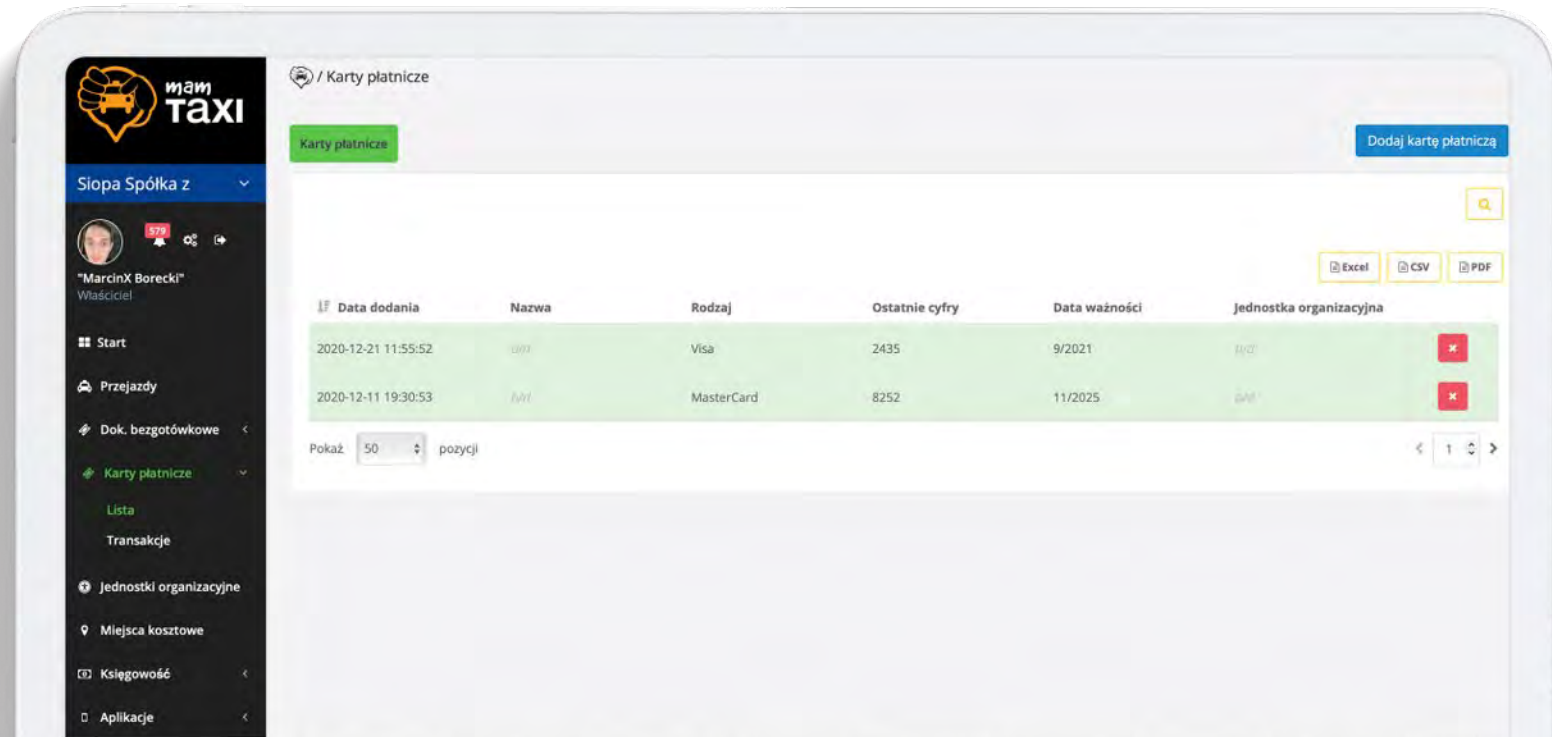 mam
TAXI
/ Karty płatnicze
Karty płatnicze
Dodaj kartę płatniczą
Siopa Spółka z
579
"MarcinX Borecki"
Właściciel
Excel CSV PDF
Data dodania Nazwa Rodzaj Ostatnie cyfry Data ważności Jednostka organizacyjna
2020-12-21 11:55:52 Visa 2435 9/2021
2020-12-11 19:30:53 MasterCard 8252 11/2025
Pokaż 50 pozycji
1
Start
Przejazdy
Dok. bezgotówkowe
Karty płatnicze
Lista
Transakcje
Jednostki organizacyjne
Miejsca kosztowe
Księgowość
Aplikacje